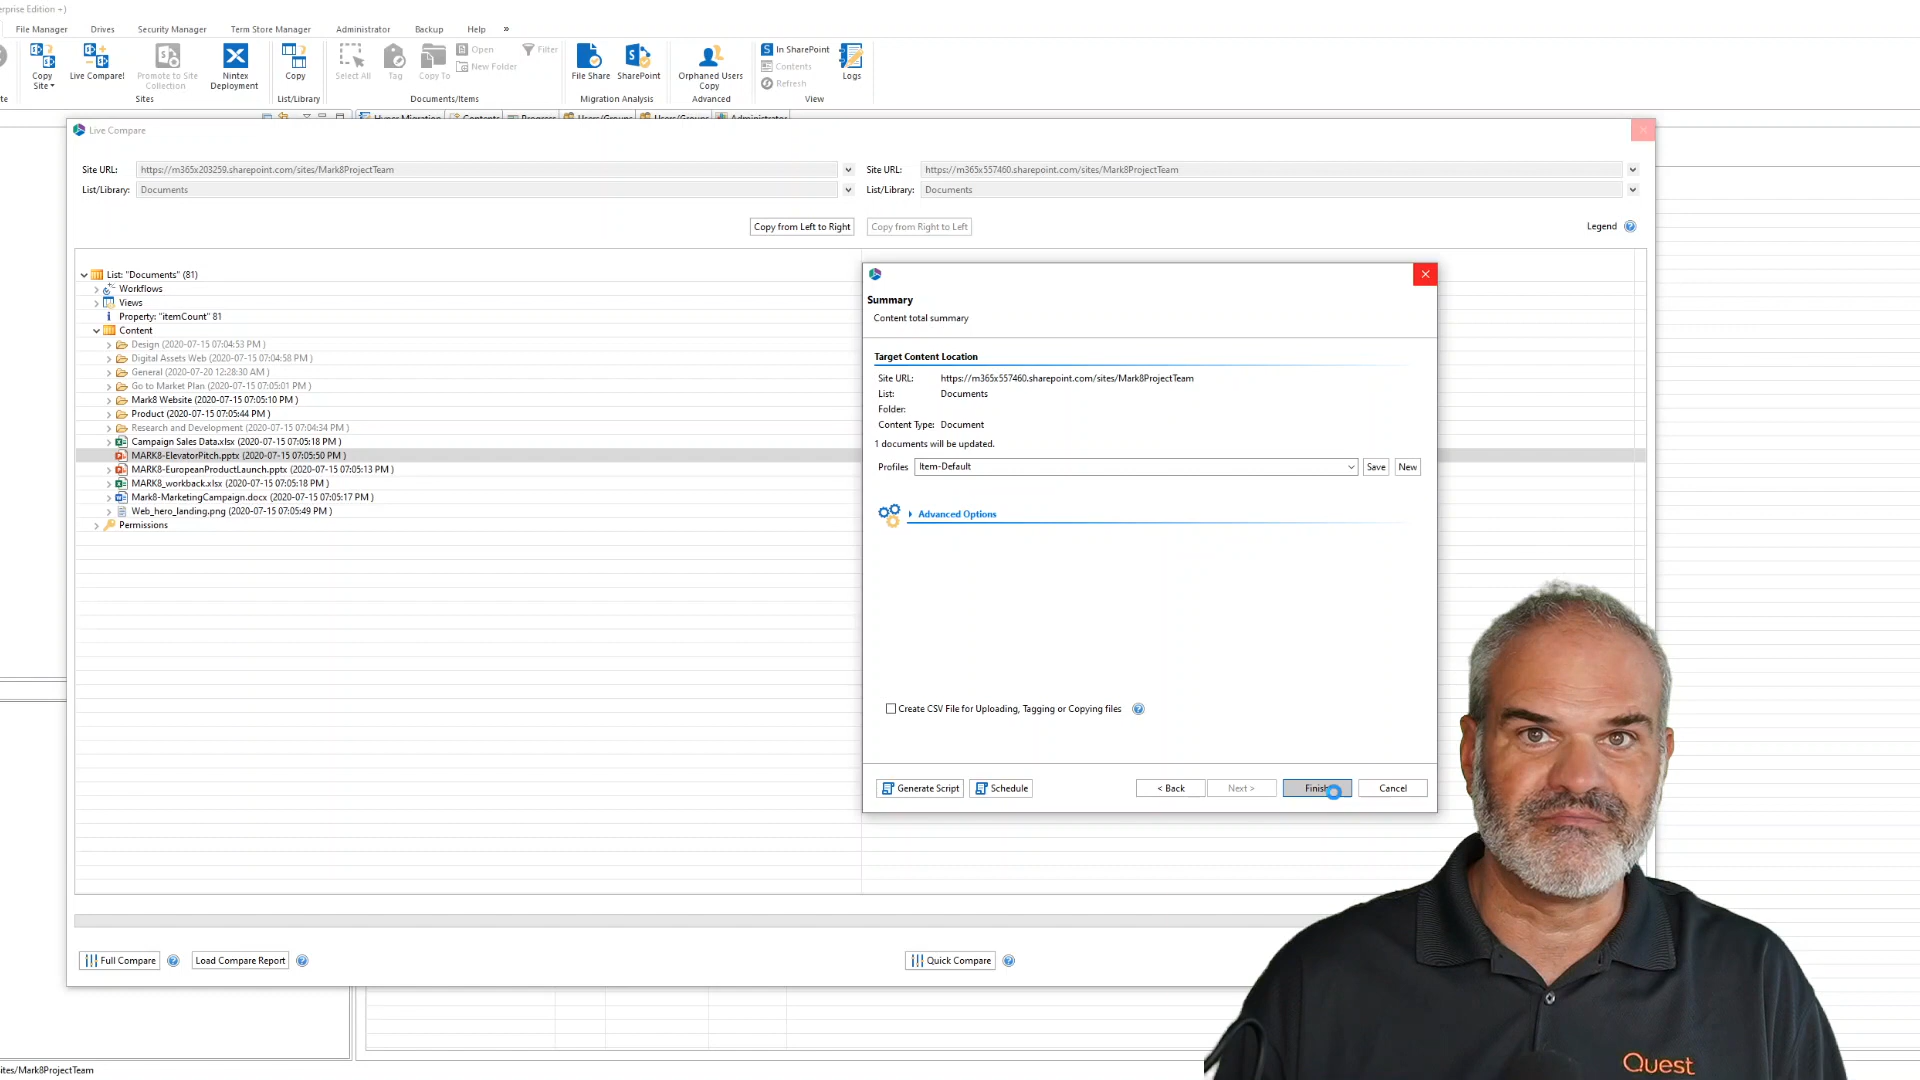 erprise Edition +)
File Manager Drives Security Manager Term Store Manager Administrator Backup Help »
Copy Site Live Compare! Promote to Site Collection Nintex Deployment Copy Select All Tag Copy To Open New Folder Filter File Share SharePoint Orphaned Users Copy In SharePoint Contents Refresh Logs
Sites List/Library Documents/Items Migration Analysis Advanced View
Hyper Migration Contents Progress Users/Groups Users/Groups Administrator
Live Compare
Site URL: https://m365x203259.sharepoint.com/sites/Mark8ProjectTeam Site URL: https://m365x557460.sharepoint.com/sites/Mark8ProjectTeam
List/Library: Documents List/Library: Documents
Copy from Left to Right Copy from Right to Left Legend
List: "Documents" (81)
Workflows
Views
Property: "itemCount" 81
Content
Design (2020-07-15 07:04:53 PM )
Digital Assets Web (2020-07-15 07:04:58 PM )
General (2020-07-20 12:28:30 AM )
Go to Market Plan (2020-07-15 07:05:01 PM )
Mark8 Website (2020-07-15 07:05:10 PM )
Product (2020-07-15 07:05:44 PM )
Research and Development (2020-07-15 07:04:34 PM )
Campaign Sales Data.xlsx (2020-07-15 07:05:18 PM )
MARK8-ElevatorPitch.pptx (2020-07-15 07:05:50 PM )
MARK8-EuropeanProductLaunch.pptx (2020-07-15 07:05:13 PM )
MARK8_workback.xlsx (2020-07-15 07:05:18 PM )
Mark8-MarketingCampaign.docx (2020-07-15 07:05:17 PM )
Web_hero_landing.png (2020-07-15 07:05:49 PM )
Permissions
Summary
Content total summary
Target Content Location
Site URL: https://m365x557460.sharepoint.com/sites/Mark8ProjectTeam
List: Documents
Folder:
Content Type: Document
1 documents will be updated.
Profiles Item-Default Save New
Advanced Options
Create CSV File for Uploading, Tagging or Copying files
Generate Script Schedule < Back Next > Finish Cancel
Full Compare Load Compare Report Quick Compare
Quest
ites/Mark8ProjectTeam